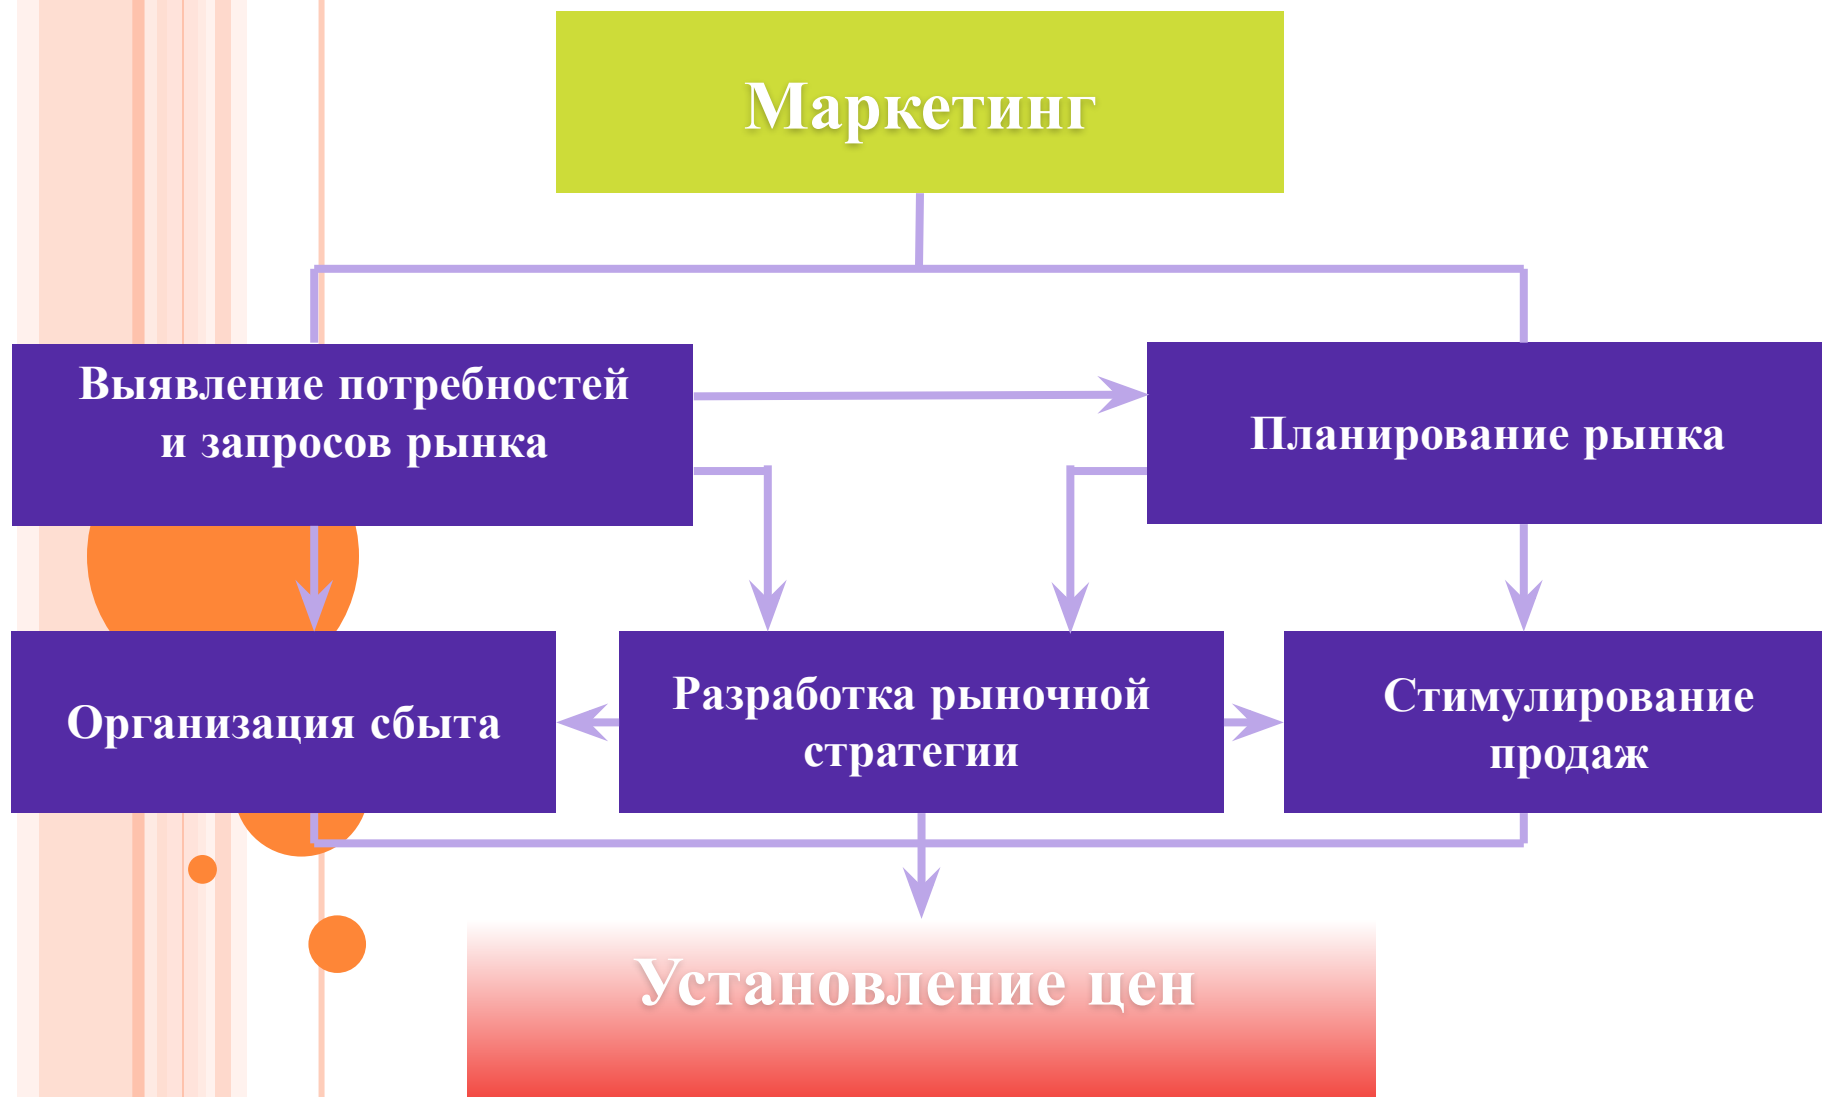 Маркетинг
Выявление потребностей
и запросов рынка
Планирование рынка
Организация сбыта
Разработка рыночной
стратегии
Стимулирование
продаж
Установление цен